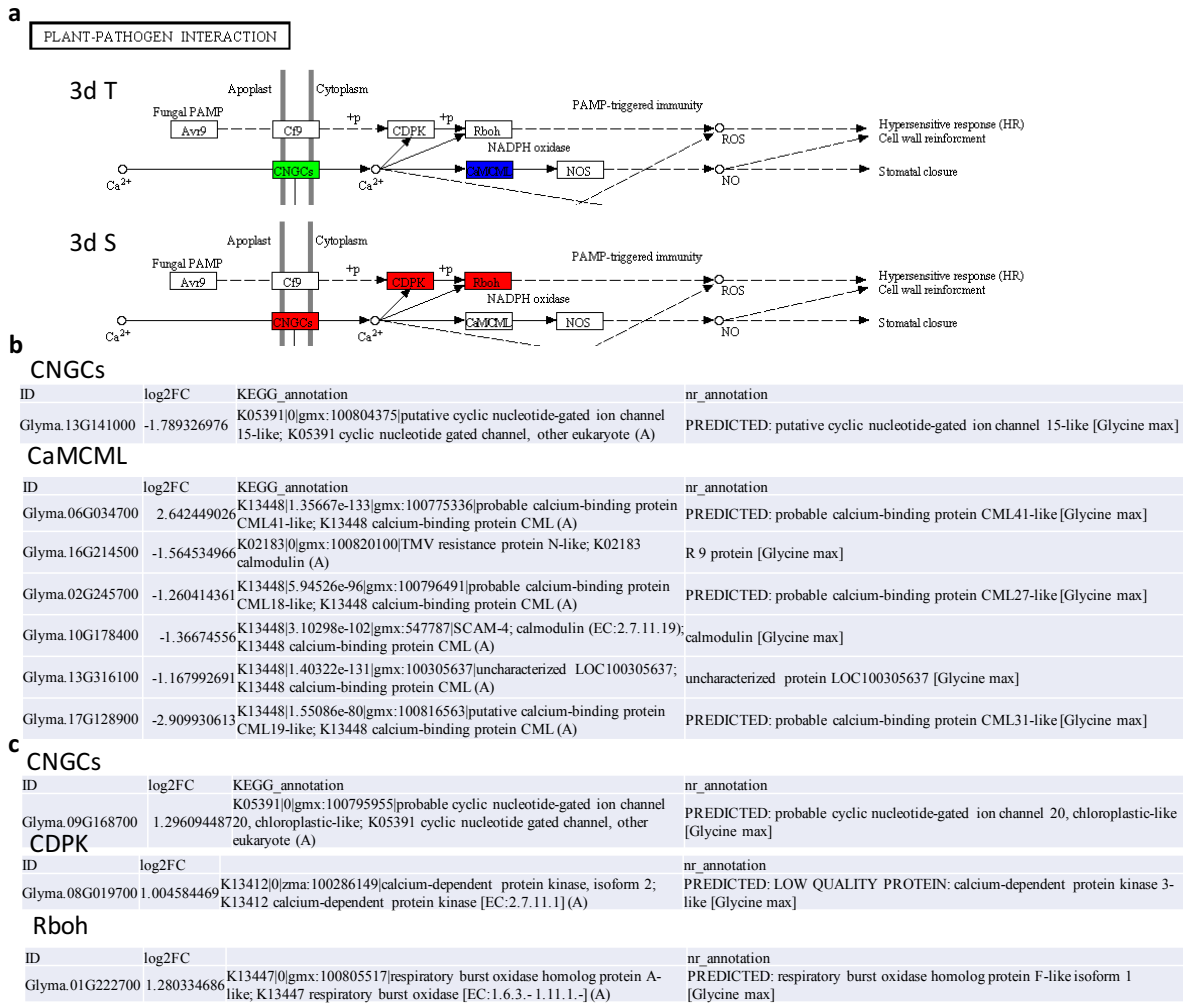 a
PLANT-PATHOGEN INTERACTION
3d T
Apoplast Cytoplasm
Fungal PAMP PAMP-triggered immunity
Avr9 Cf9 +p CDPK +p Rboh
ROS
Hypersensitive response (HR)
Cell wall reinforcment
NADPH oxidase
Ca2+ CNGCs Ca2+ CaMCML NOS NO Stomatal closure
3d S
Apoplast Cytoplasm
Fungal PAMP PAMP-triggered immunity
Avr9 Cf9 +p CDPK +p Rboh
ROS
Hypersensitive response (HR)
Cell wall reinforcment
NADPH oxidase
Ca2+ CNGCs Ca2+ CaMCML NOS NO Stomatal closure
b
CNGCs
ID log2FC KEGG_annotation nr_annotation
Glyma.13G141000 -1.789326976 K05391|0|gmx:100804375|putative cyclic nucleotide-gated ion channel
15-like; K05391 cyclic nucleotide gated channel, other eukaryote (A) PREDICTED: putative cyclic nucleotide-gated ion channel 15-like [Glycine max]
CaMCML
ID log2FC KEGG_annotation nr_annotation
Glyma.06G034700 2.642449026 K13448|1.35667e-133|gmx:100775336|probable calcium-binding protein
CML41-like; K13448 calcium-binding protein CML (A) PREDICTED: probable calcium-binding protein CML41-like [Glycine max]
Glyma.16G214500 -1.564534966 K02183|0|gmx:100820100|TMV resistance protein N-like; K02183
calmodulin (A) R 9 protein [Glycine max]
Glyma.02G245700 -1.260414361 K13448|5.94526e-96|gmx:100796491|probable calcium-binding protein
CML18-like; K13448 calcium-binding protein CML (A) PREDICTED: probable calcium-binding protein CML27-like [Glycine max]
Glyma.10G178400 -1.36674556 K13448|3.10298e-102|gmx:547787|SCAM-4; calmodulin (EC:2.7.11.19);
K13448 calcium-binding protein CML (A) calmodulin [Glycine max]
Glyma.13G316100 -1.167992691 K13448|1.40322e-131|gmx:100305637|uncharacterized LOC100305637;
K13448 calcium-binding protein CML (A) uncharacterized protein LOC100305637 [Glycine max]
Glyma.17G128900 -2.909930613 K13448|1.55086e-80|gmx:100816563|putative calcium-binding protein
CML19-like; K13448 calcium-binding protein CML (A) PREDICTED: probable calcium-binding protein CML31-like [Glycine max]
c
CNGCs
ID log2FC KEGG_annotation nr_annotation
K05391|0|gmx:100795955|probable cyclic nucleotide-gated ion channel
Glyma.09G168700 1.296094487 20, chloroplastic-like; K05391 cyclic nucleotide gated channel, other
eukaryote (A)
PREDICTED: probable cyclic nucleotide-gated ion channel 20, chloroplastic-like
[Glycine max]
CDPK
ID log2FC nr_annotation
Glyma.08G019700 1.004584469 K13412|0|zma:100286149|calcium-dependent protein kinase, isoform 2;
K13412 calcium-dependent protein kinase [EC:2.7.11.1] (A)
PREDICTED: LOW QUALITY PROTEIN: calcium-dependent protein kinase 3-
like [Glycine max]
Rboh
ID log2FC nr_annotation
Glyma.01G222700 1.280334686 K13447|0|gmx:100805517|respiratory burst oxidase homolog protein A-
like; K13447 respiratory burst oxidase [EC:1.6.3.- 1.11.1.-] (A)
PREDICTED: respiratory burst oxidase homolog protein F-like isoform 1
[Glycine max]